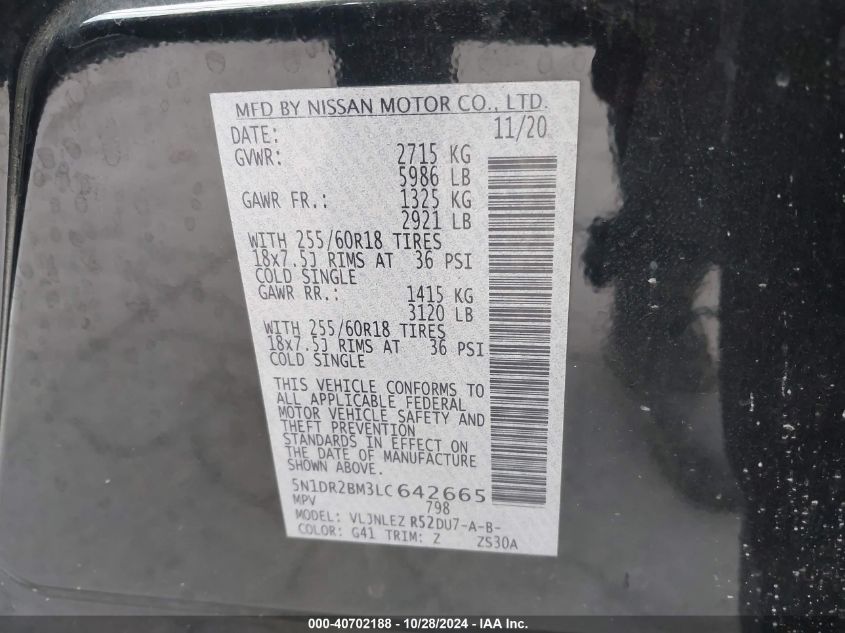 MFD BY NISSAN MOTOR CO., LTD.
DATE: 11/20
GVWR: 2715 KG
5986 LB
GAWR FR.: 1325 KG
2921 LB
WITH 255/60R18 TIRES
18x7.5J RIMS AT 36 PSI
COLD SINGLE
GAWR RR.: 1415 KG
3120 LB
WITH 255/60R18 TIRES
18x7.5J RIMS AT 36 PSI
COLD SINGLE
THIS VEHICLE CONFORMS TO
ALL APPLICABLE FEDERAL
MOTOR VEHICLE SAFETY AND
THEFT PREVENTION
STANDARDS IN EFFECT ON
THE DATE OF MANUFACTURE
SHOWN ABOVE.
5N1DR2BM3LC642665
MPV 798
MODEL: VLJNLEZ R52DU7-A-B-
COLOR: G41 TRIM: Z ZS30A
000-40702188 - 10/28/2024 - IAA Inc.